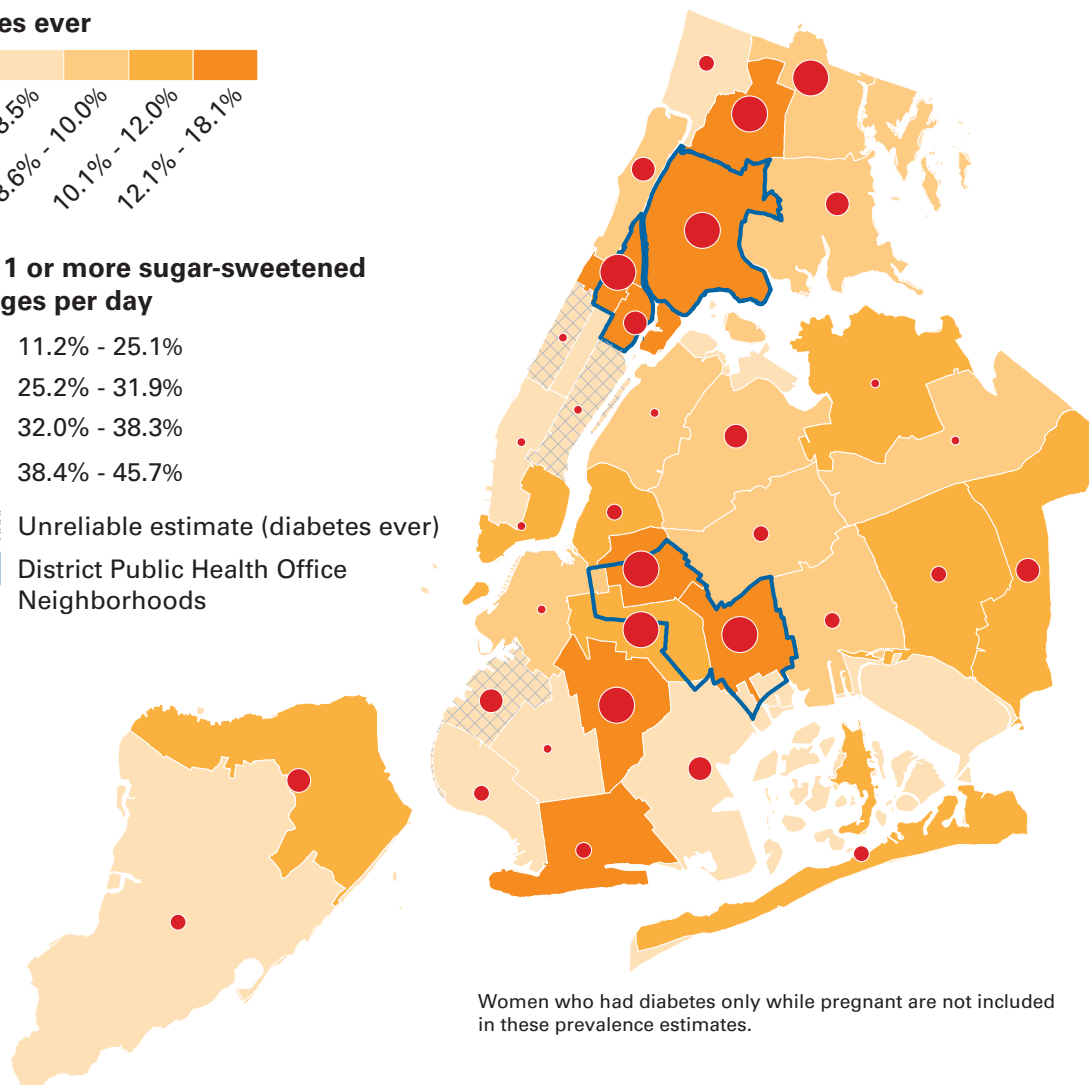 es ever
8.5%
8.6% - 10.0%
10.1% - 12.0%
12.1% - 18.1%
1 or more sugar-sweetened
ges per day
11.2% - 25.1%
25.2% - 31.9%
32.0% - 38.3%
38.4% - 45.7%
Unreliable estimate (diabetes ever)
District Public Health Office
Neighborhoods
Women who had diabetes only while pregnant are not included
in these prevalence estimates.